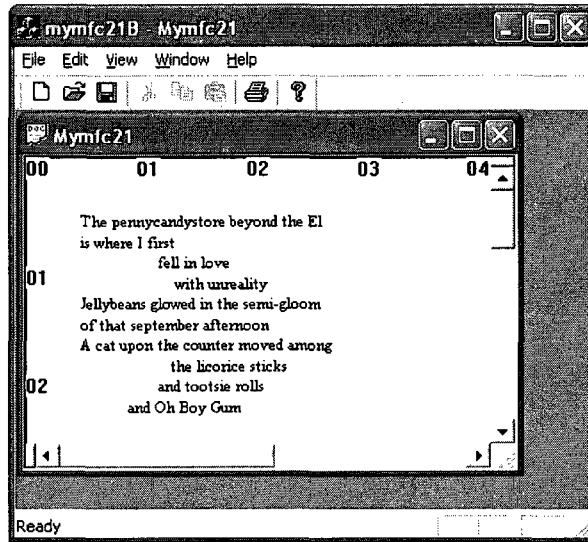 mymfc21B - Mymfc21
File Edit View Window Help
Mymfc21
00 01 02 03 04
The pennycandystore beyond the El
is where I first
fell in love
01
with unreality
Jellybeans glowed in the semi-gloom
of that september afternoon
A cat upon the counter moved among
the licorice sticks
02
and tootsie rolls
and Oh Boy Gum
Ready